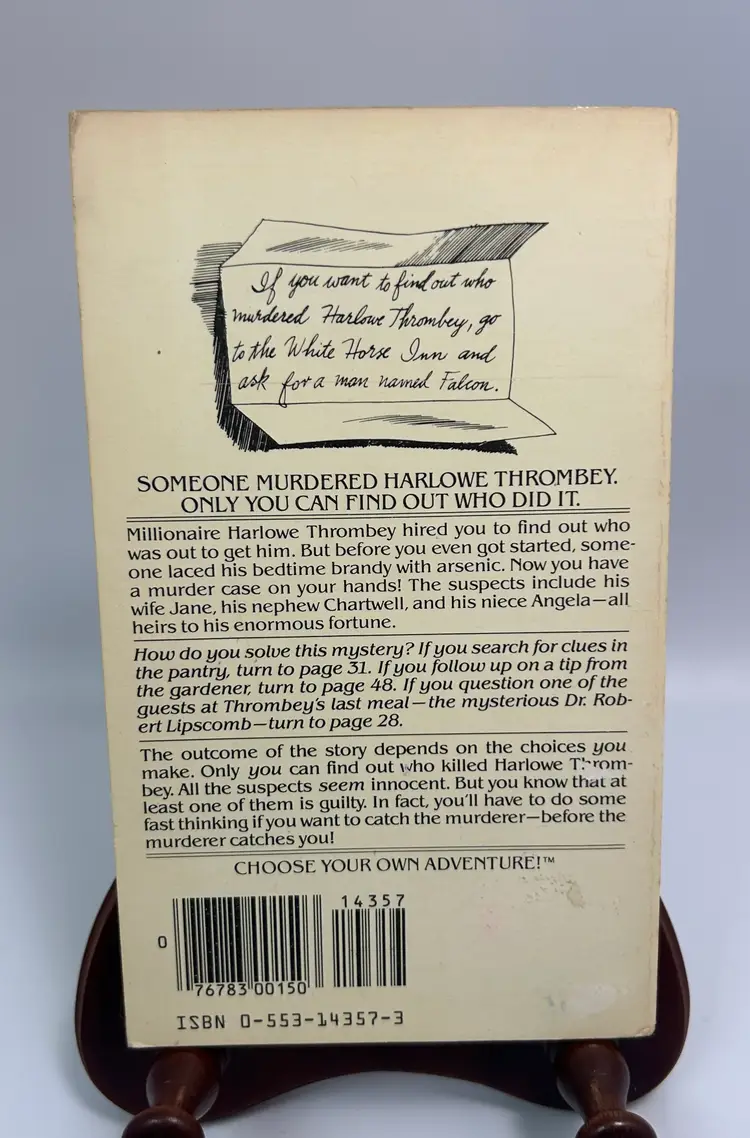 If you want to find out who
murdered Harlowe Thrombey, go
to the White Horse Inn and
ask for a man named Falcon.
SOMEONE MURDERED HARLOWE THROMBEY.
ONLY YOU CAN FIND OUT WHO DID IT.
Millionaire Harlowe Thrombey hired you to find out who
was out to get him. But before you even got started, some-
one laced his bedtime brandy with arsenic. Now you have
a murder case on your hands! The suspects include his
wife Jane, his nephew Chartwell, and his niece Angela—all
heirs to his enormous fortune.
How do you solve this mystery? If you search for clues in
the pantry, turn to page 31. If you follow up on a tip from
the gardener, turn to page 48. If you question one of the
guests at Thrombey's last meal—the mysterious Dr. Rob-
ert Lipscomb—turn to page 28.
The outcome of the story depends on the choices you
make. Only you can find out who killed Harlowe Throm-
bey. All the suspects seem innocent. But you know that at
least one of them is guilty. In fact, you'll have to do some
fast thinking if you want to catch the murderer—before the
murderer catches you!
CHOOSE YOUR OWN ADVENTURE!™
14357
0
76783 00150
ISBN 0-553-14357-3